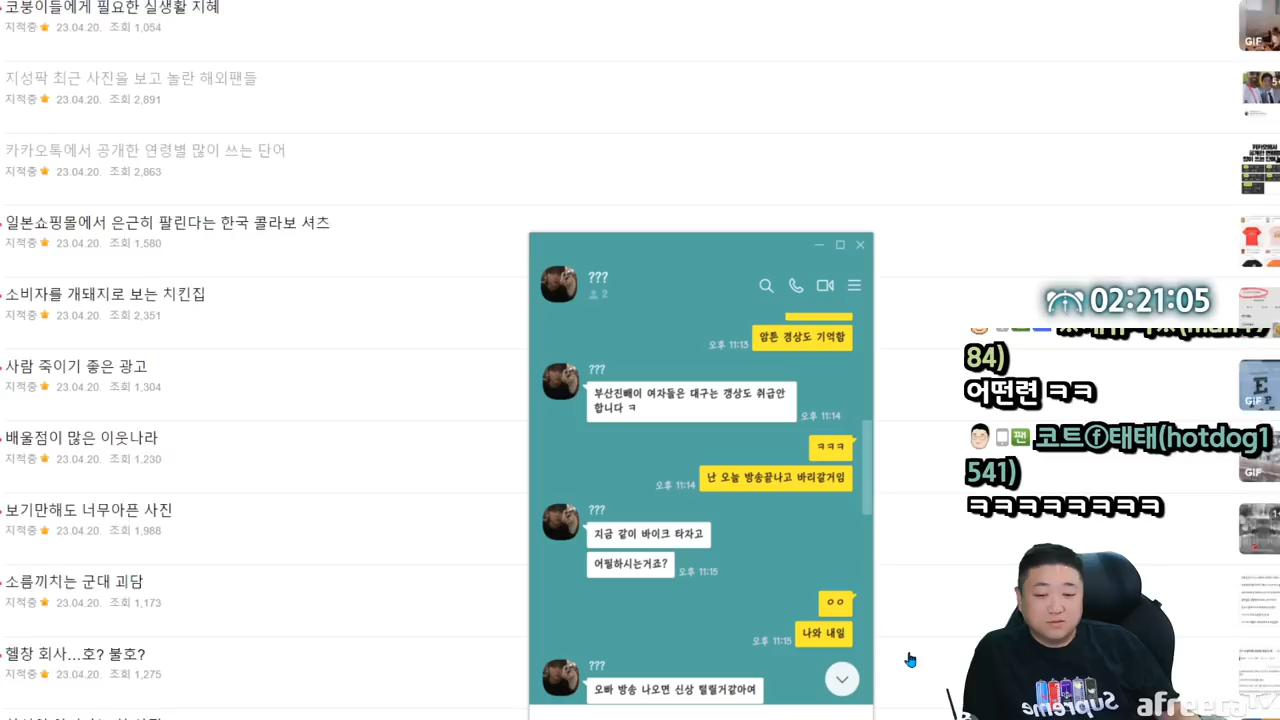 코붕이들에게 필요한 실생활 지혜
지적중 23.04.20. 조회 1,054
지성팍 최근 사진을 보고 놀란 해외팬들
지적중 23.04.20. 조회 2,891
카카오톡에서 공개한 연령별 많이 쓰는 단어
지적중 23.04.20. 조회 2,863
일본쇼핑몰에서 은근히 팔린다는 한국 콜라보 셔츠
지적중 23.04.20. 조회 1,580
소비자를 개돼지로 보는 치킨집
지적중 23.04.20. 조회 2,351
사람 죽이기 좋은 광고
지적중 23.04.20. 조회 1,304
배울점이 많은 이웃나라
지적중 23.04.20. 조회 2,130
보기만해도 너무아픈 사진
지적중 23.04.20. 조회 1,988
소름끼치는 군대 괴담
지적중 23.04.20. 조회 1,173
지적중 23.04.20. 조회 1,275
???
2
암튼 경상도 기억함
오후 11:13
???
부산진빼이 여자들은 대구는 갱상도 취급안
합니다 ㅋ
오후 11:14
ㅋㅋㅋ
난 오늘 방송끝나고 바리갈거임
오후 11:14
???
지금 같이 바이크 타자고
어필하시는거죠?
오후 11:15
ㅇㅇ
나와 내일
오후 11:15
???
오빠 방송 나오면 신상 털릴거같아여
02:21:05
84)
어떤련 ㅋㅋ
팬 코트ⓕ태태(hotdog1
541)
ㅋㅋㅋㅋㅋㅋㅋㅋ
GIF
GIF
GIF
Supreme
afreecaTV